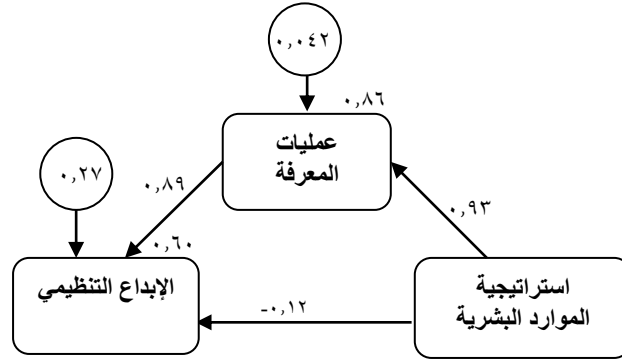 ٠,٠٤٢
٠,٨٦
عمليات
المعرفة
٠,٢٧
٠,٨٩
٠,٩٣
٠,٦٠
الإبداع التنظيمي
استراتيجية
الموارد البشرية
-٠,١٢